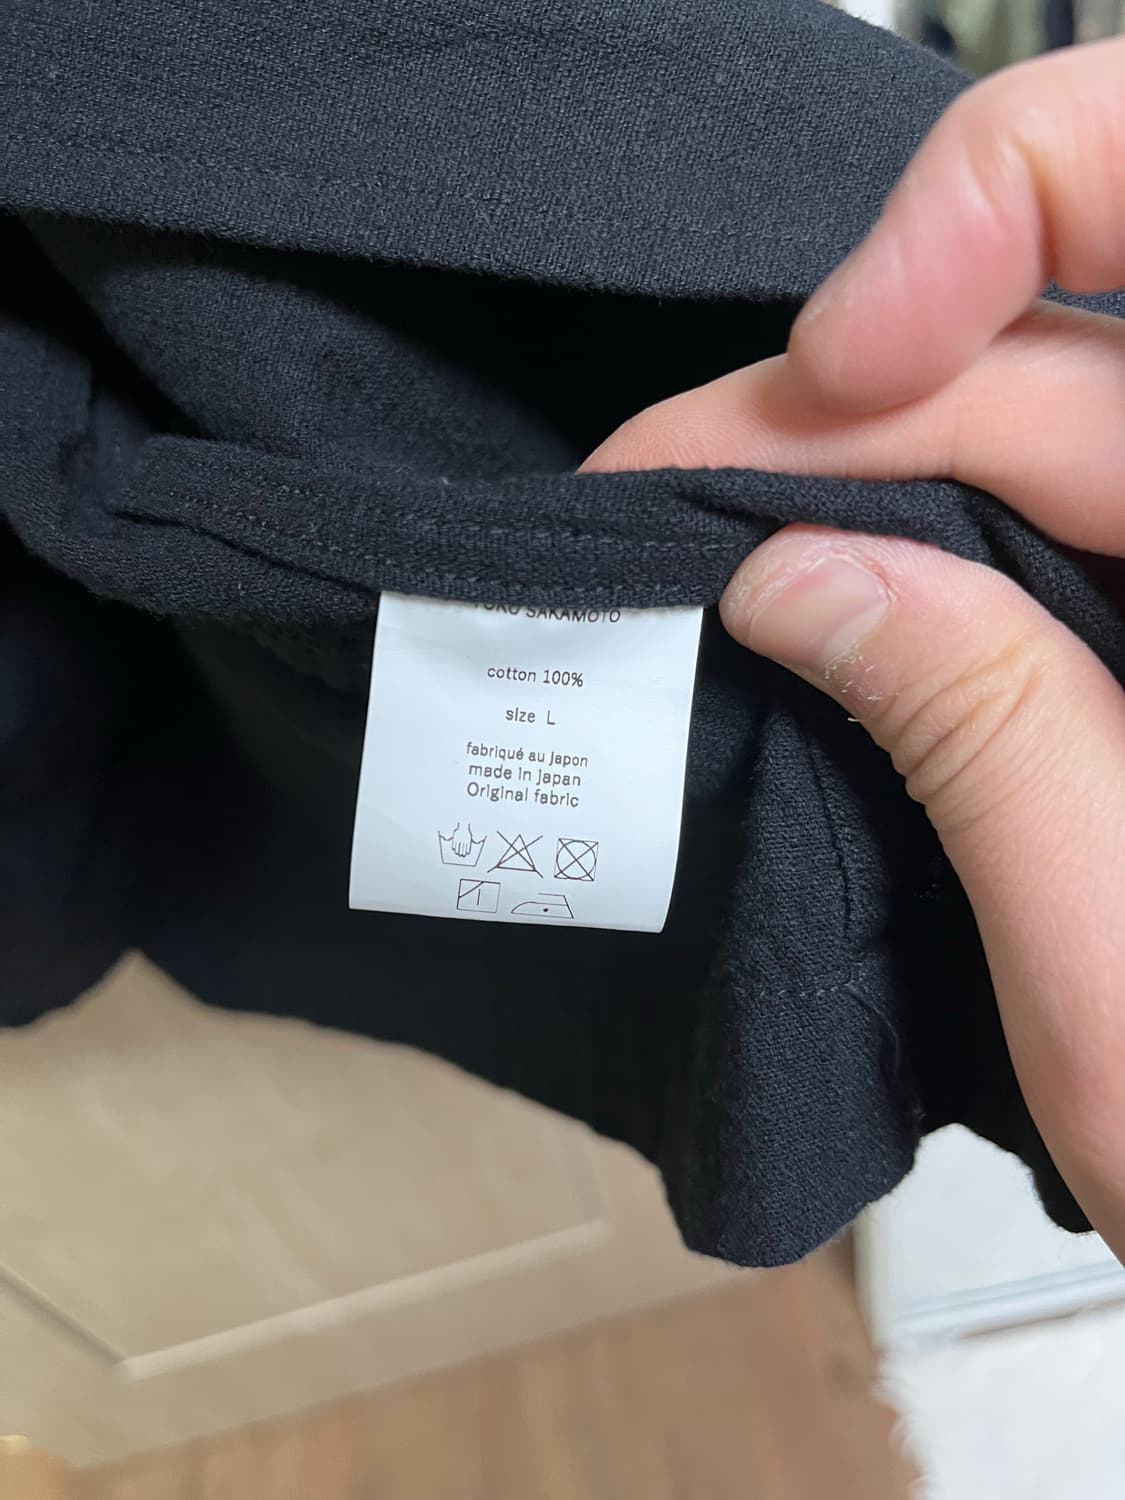 SAKAMOTO
cotton 100%
size L
fabriqué au japon
made in japan
Original fabric